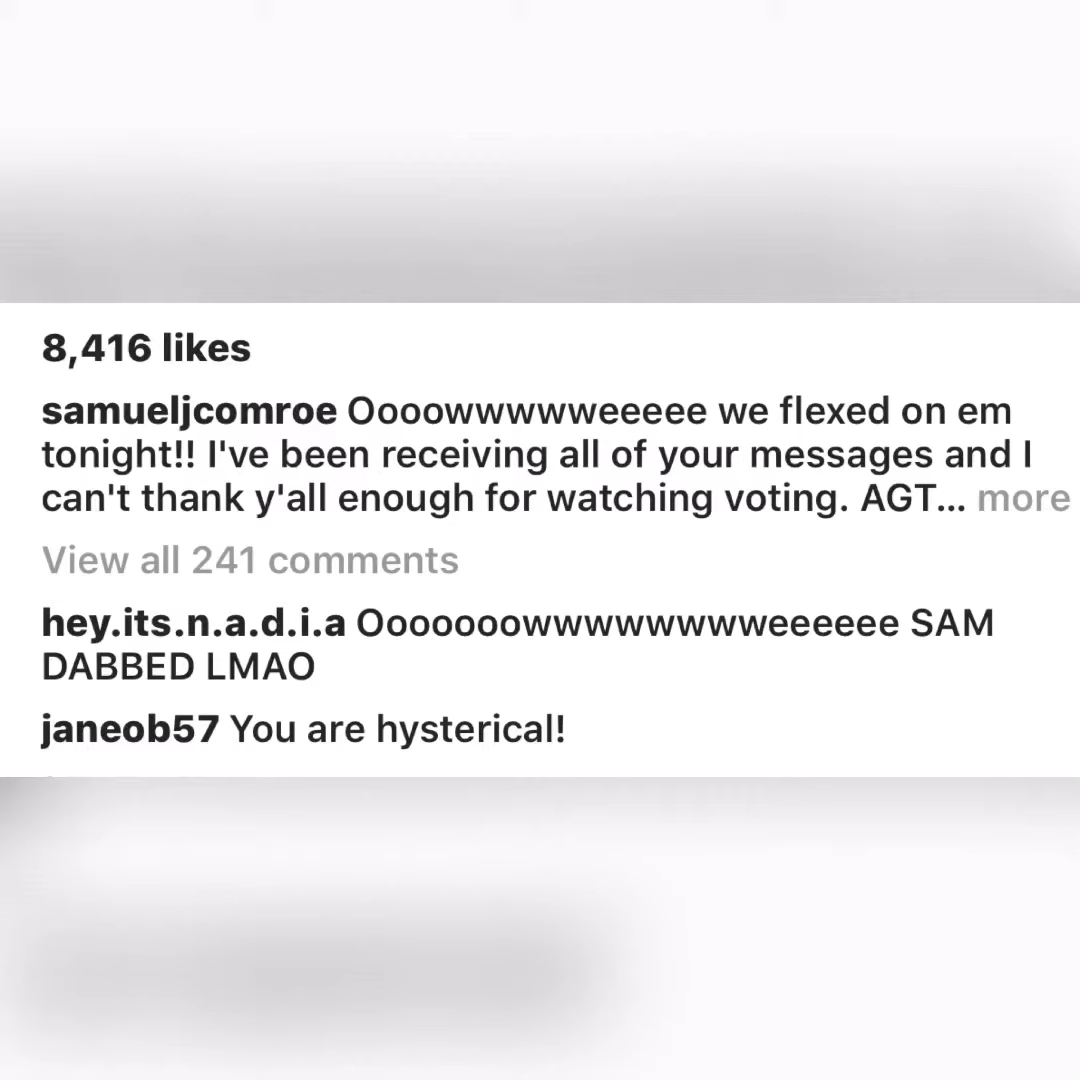 8,416 likes
samueljcomroe Oooowwwwweeeee we flexed on em
tonight!! I've been receiving all of your messages and I
can't thank y'all enough for watching voting. AGT... more
View all 241 comments
hey.its.n.a.d.i.a Ooooooowwwwwwwwweeeeee SAM
DABBED LMAO
janeob57 You are hysterical!